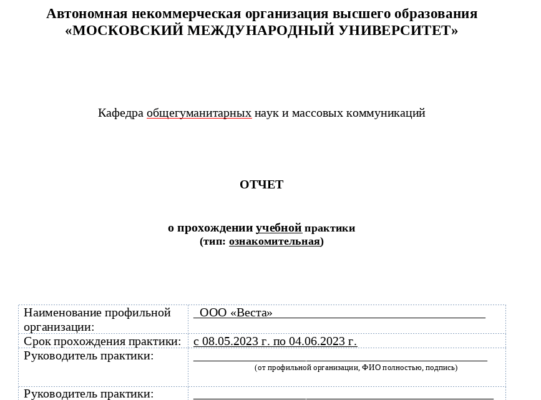 Автономная некоммерческая организация высшего образования
«МОСКОВСКИЙ МЕЖДУНАРОДНЫЙ УНИВЕРСИТЕТ»
Кафедра общегуманитарных наук и массовых коммуникаций
ОТЧЕТ
о прохождении учебной практики
(тип: ознакомительная)
Наименование профильной
организации:
ООО «Веста»
Срок прохождения практики:
с 08.05.2023 г. по 04.06.2023 г.
Руководитель практики:
(от профильной организации, ФИО полностью, подпись)
Руководитель практики: